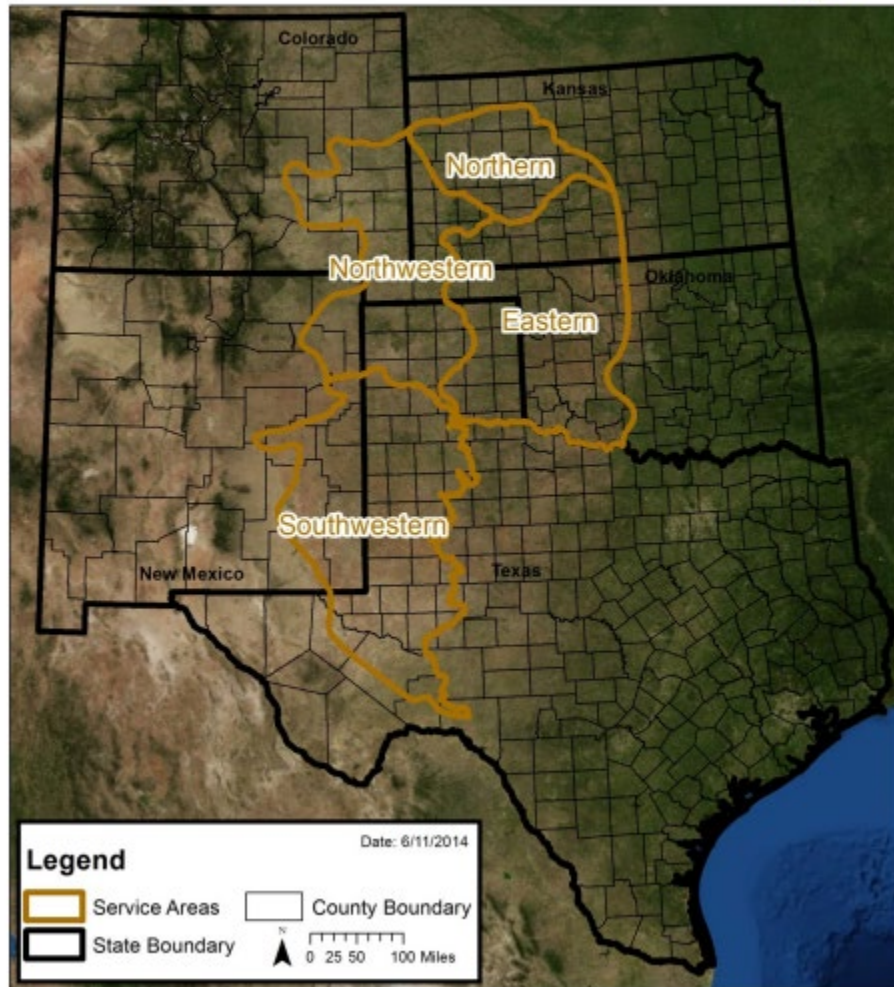 Colorado
Kansas
Northern
Northwestern
Oklahoma
Eastern
Southwestern
New Mexico
Texas
Date: 6/11/2014
Legend
Service Areas
County Boundary
State Boundary
N
0 25 50 100 Miles